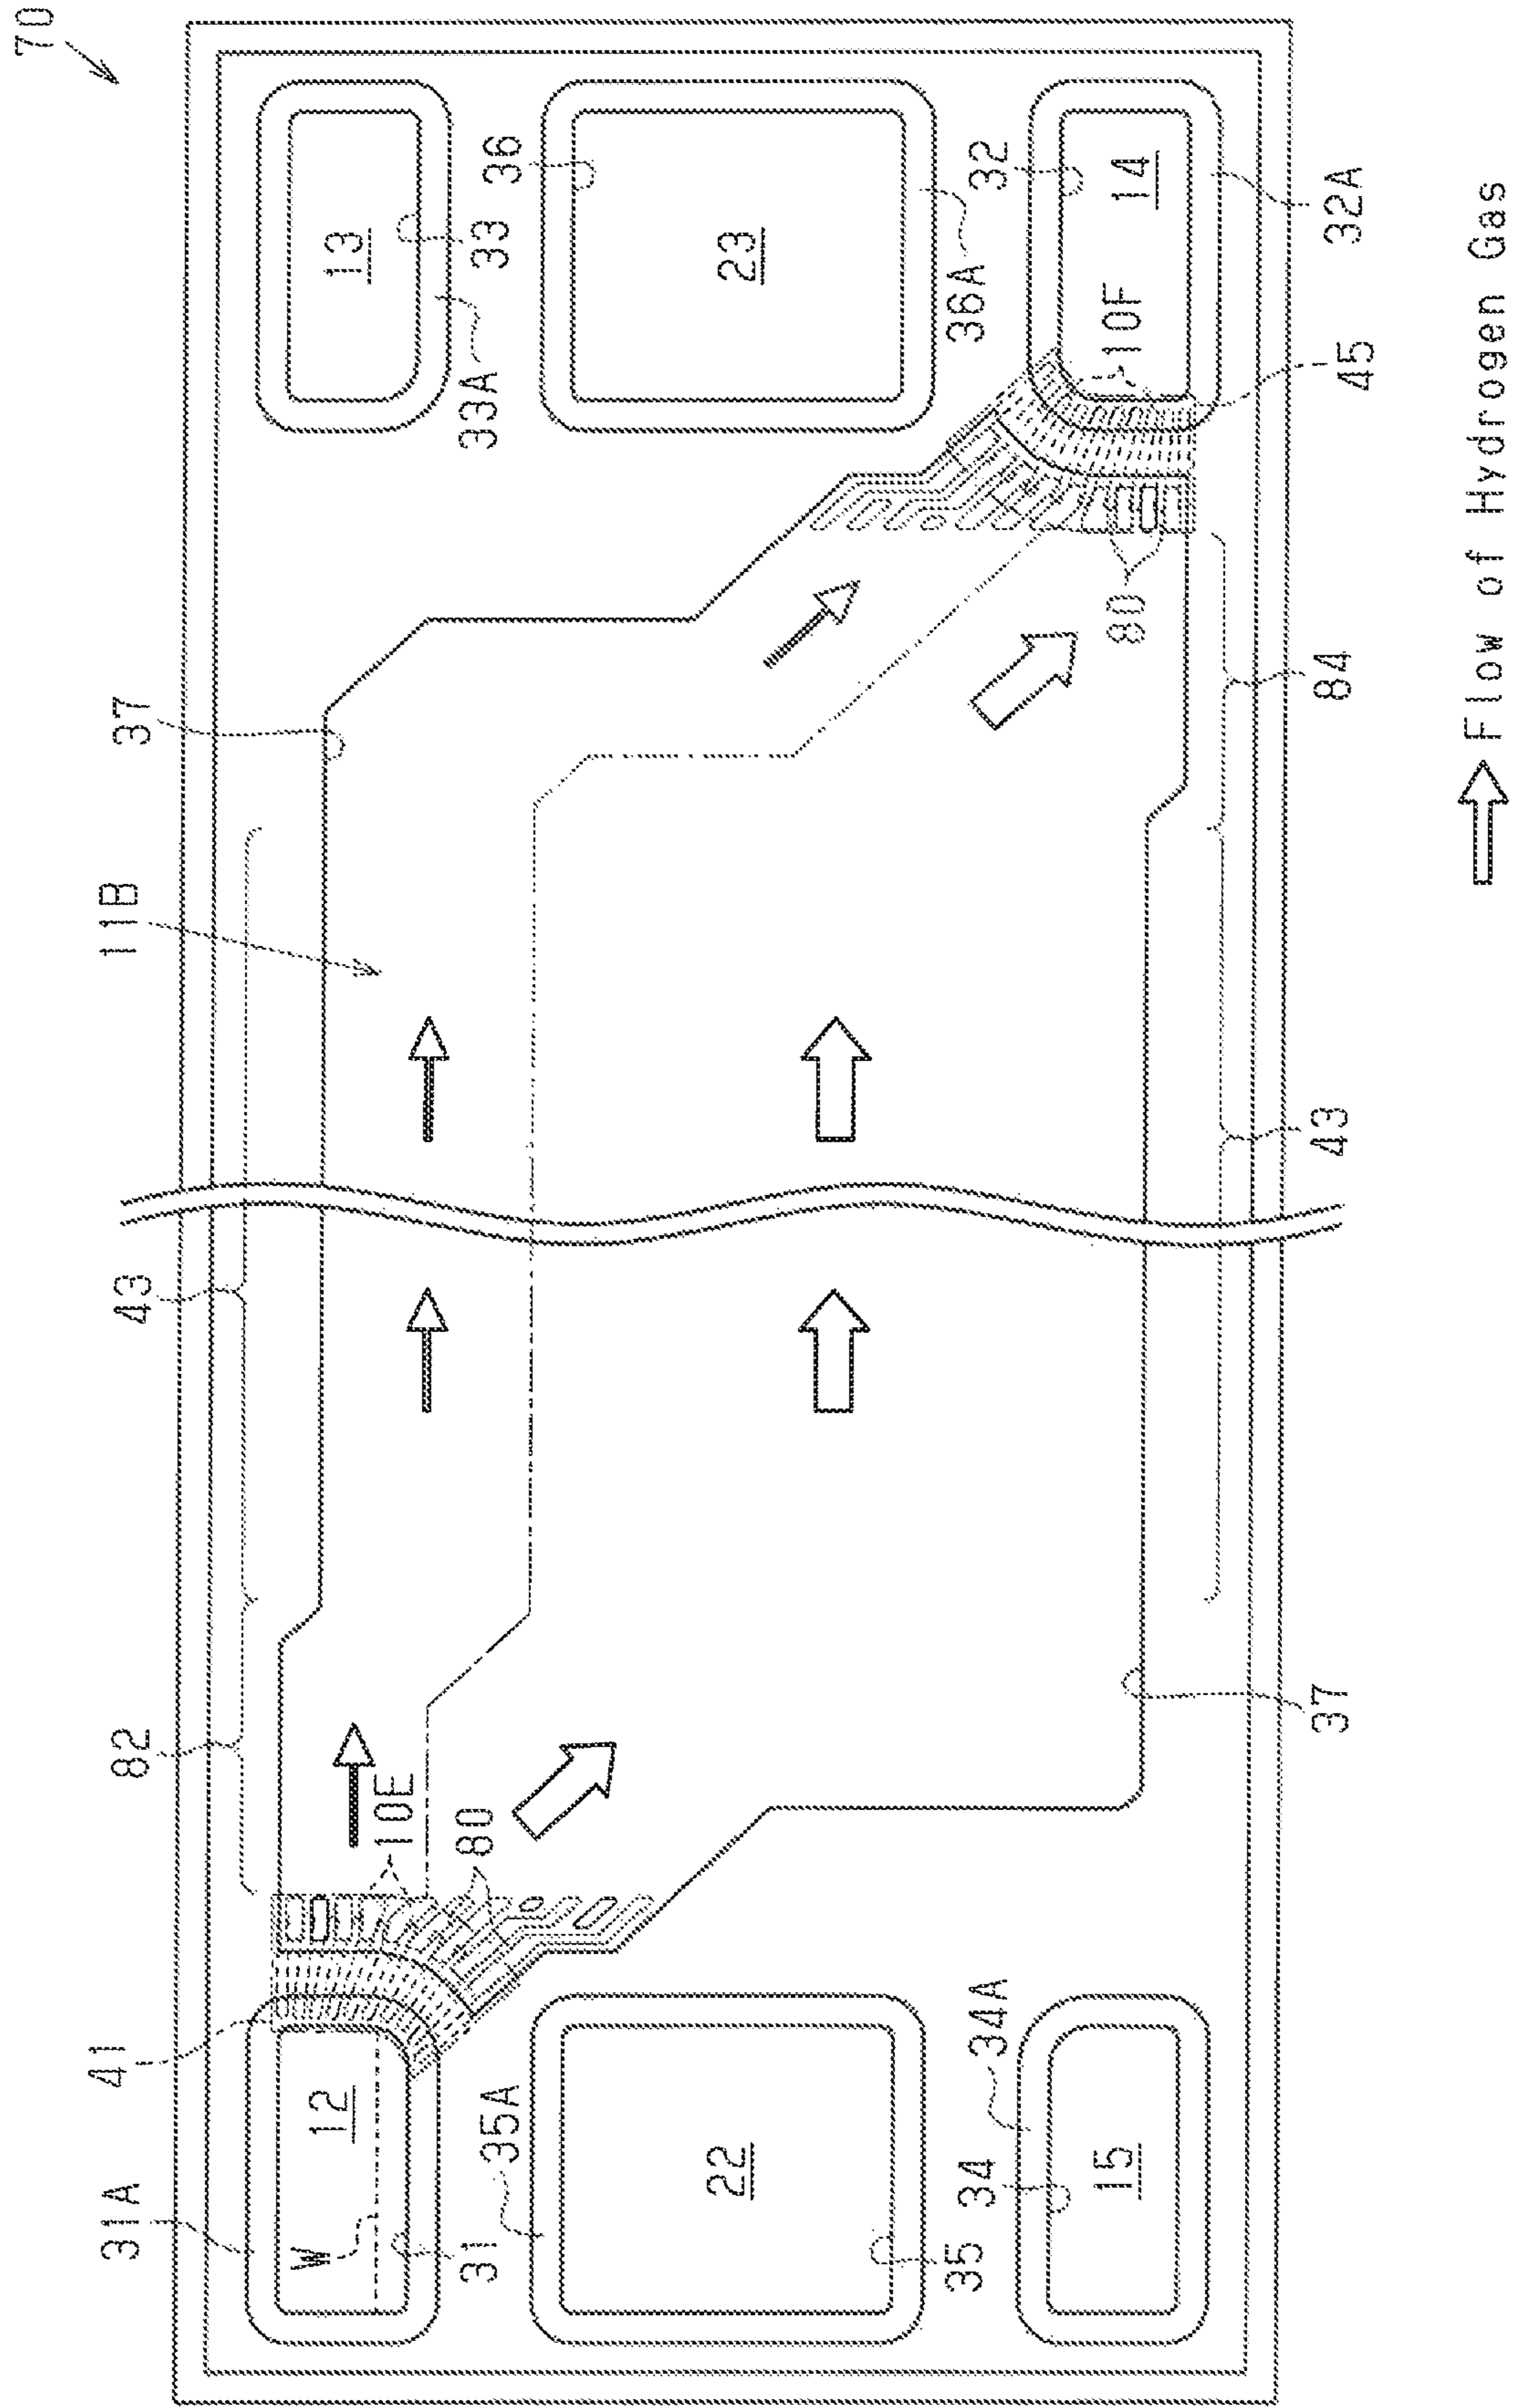 70
31A
41
82
43
11B
37
W
12
10E
13
31
80
33A
33
35A
36
22
23
35
34
34A
36A
32
15
80
10F
14
37
43
84
45
32A
Flow of Hydrogen Gas